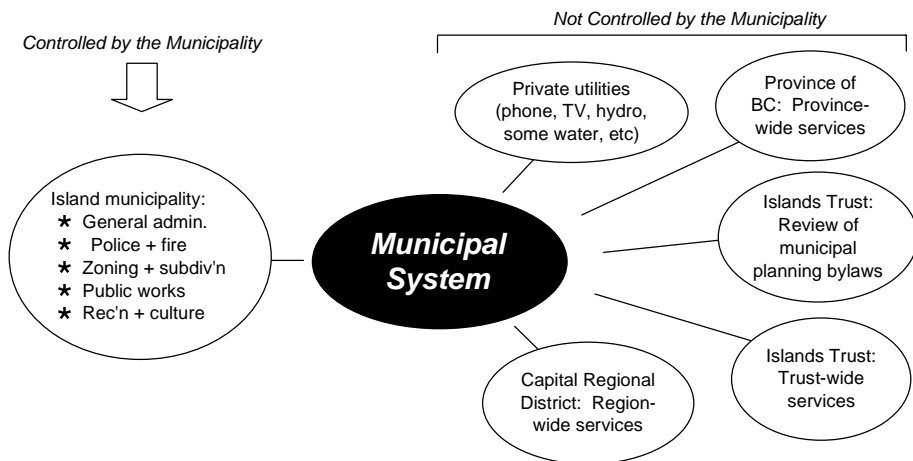 Not Controlled by the Municipality
Controlled by the Municipality
Private utilities
(phone, TV, hydro,
some water, etc)
Province of
BC: Province-
wide services
Island municipality:
* General admin.
* Police + fire
* Zoning + subdiv'n
* Public works
* Rec'n + culture
Municipal
System
Islands Trust:
Review of
municipal
planning bylaws
Capital Regional
District: Region-
wide services
Islands Trust:
Trust-wide
services